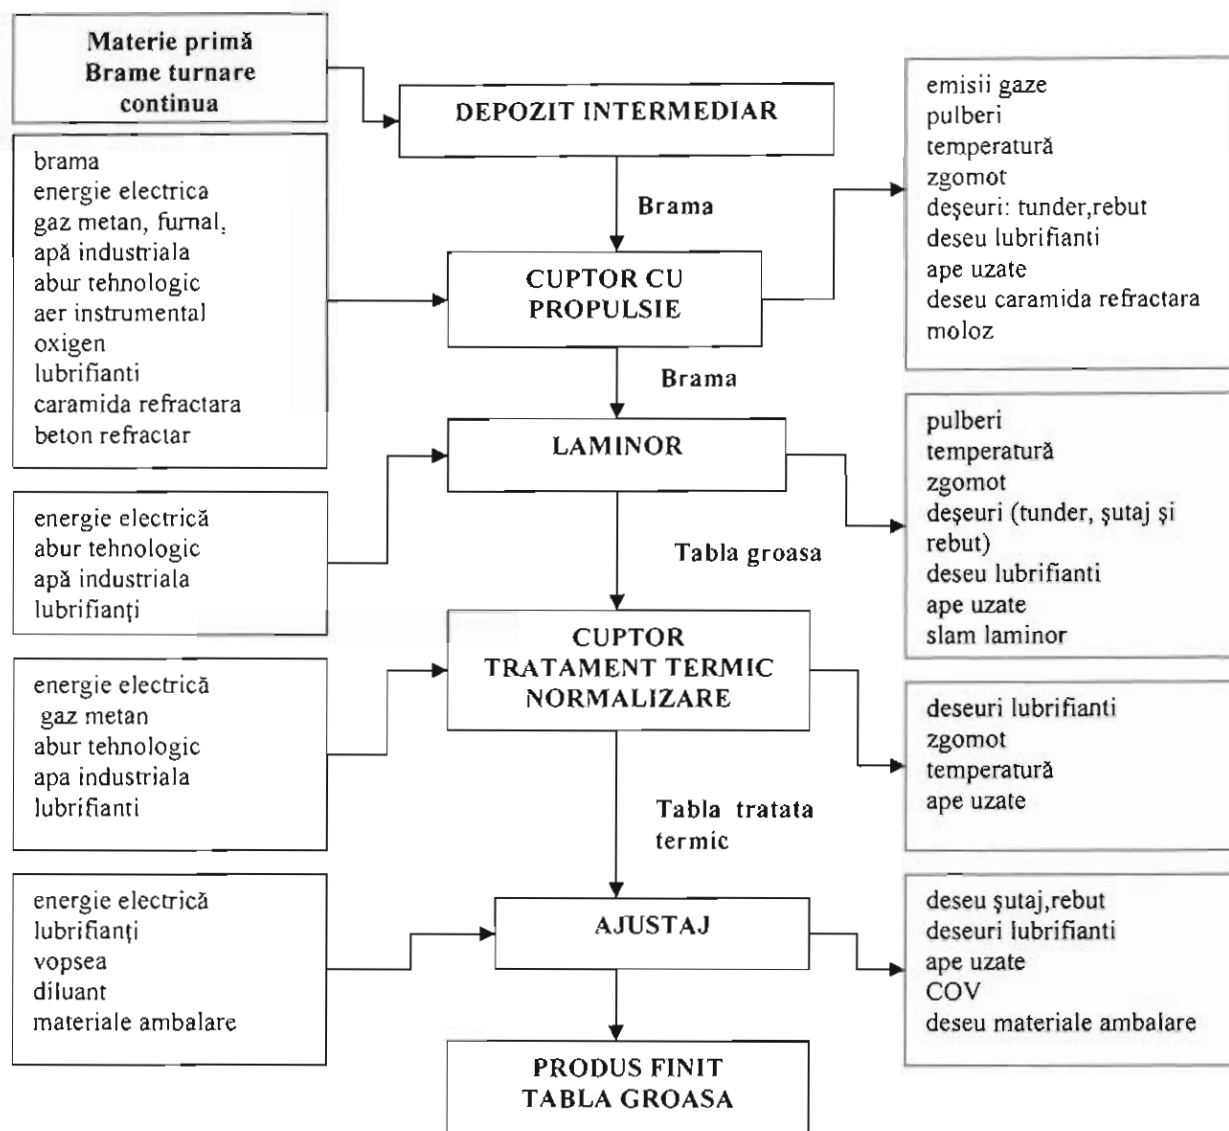 Materie primă
Brame turnare
continua
DEPOZIT INTERMEDIAR
brama
energie electrica
gaz metan, furnal,
apă industriala
abur tehnologic
aer instrumental
oxigen
lubrifianti
caramida refractara
beton refractar
Brama
CUPTOR CU
PROPULSIE
emisii gaze
pulberi
temperatură
zgomot
deşeuri: tunder,rebut
deseu lubrifianti
ape uzate
deseu caramida refractara
moloz
Brama
energie electrică
abur tehnologic
apă industriala
lubrifianţi
LAMINOR
pulberi
temperatură
zgomot
deşeuri (tunder, şutaj şi
rebut)
deseu lubrifianti
ape uzate
slam laminor
Tabla groasa
energie electrică
gaz metan
abur tehnologic
apa industriala
lubrifianti
CUPTOR
TRATAMENT TERMIC
NORMALIZARE
deseuri lubrifianti
zgomot
temperatură
ape uzate
Tabla tratata
termic
energie electrică
lubrifianţi
vopsea
diluant
materiale ambalare
AJUSTAJ
deseu şutaj,rebut
deseuri lubrifianti
ape uzate
COV
deseu materiale ambalare
PRODUS FINIT
TABLA GROASA